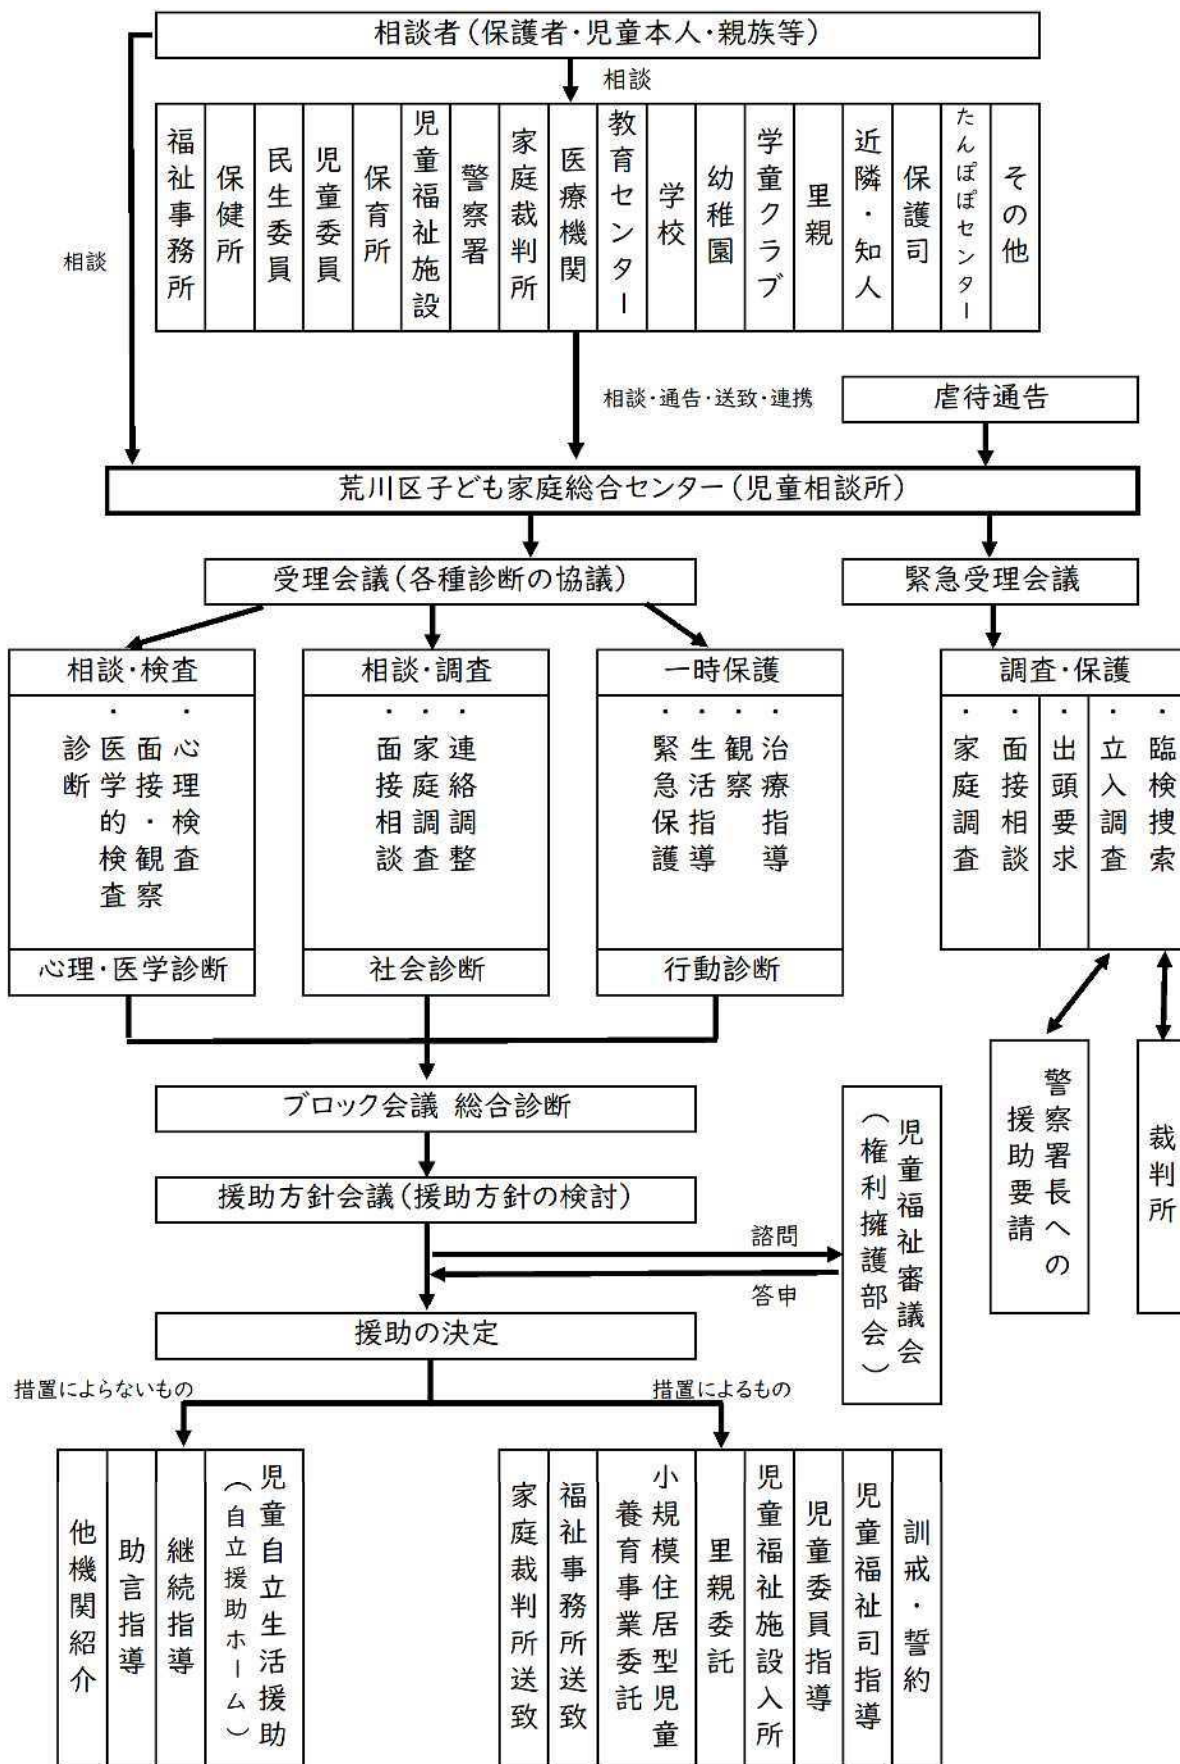 相談者(保護者・児童本人・親族等)
相談
福祉事務所
保健所
民生委員
児童委員
保育所
児童福祉施設
警察署
家庭裁判所
医療機関
教育センター
学校
幼稚園
学童クラブ
里親
近隣・知人
保護司
たんぽぽセンター
その他
相談
相談・通告・送致・連携
虐待通告
荒川区子ども家庭総合センター(児童相談所)
受理会議(各種診断の協議)
緊急受理会議
相談・検査
・心理検査
・面接・観察
・医学的検査
診断
心理・医学診断
相談・調査
・連絡調整
・家庭調査
・面接相談
社会診断
一時保護
・治療指導
・観察
・生活指導
・緊急保護
行動診断
調査・保護
・家庭調査
・面接相談
・出頭要求
・立入調査
・臨検捜索
警察署長への
援助要請
裁判所
ブロック会議 総合診断
援助方針会議(援助方針の検討)
諮問
答申
児童福祉審議会
(権利擁護部会)
援助の決定
措置によらないもの
措置によるもの
他機関紹介
助言指導
継続指導
児童自立生活援助
(自立援助ホーム)
家庭裁判所送致
福祉事務所送致
小規模住居型児童
養育事業委託
里親委託
児童福祉施設入所
児童委員指導
児童福祉司指導
訓戒・誓約